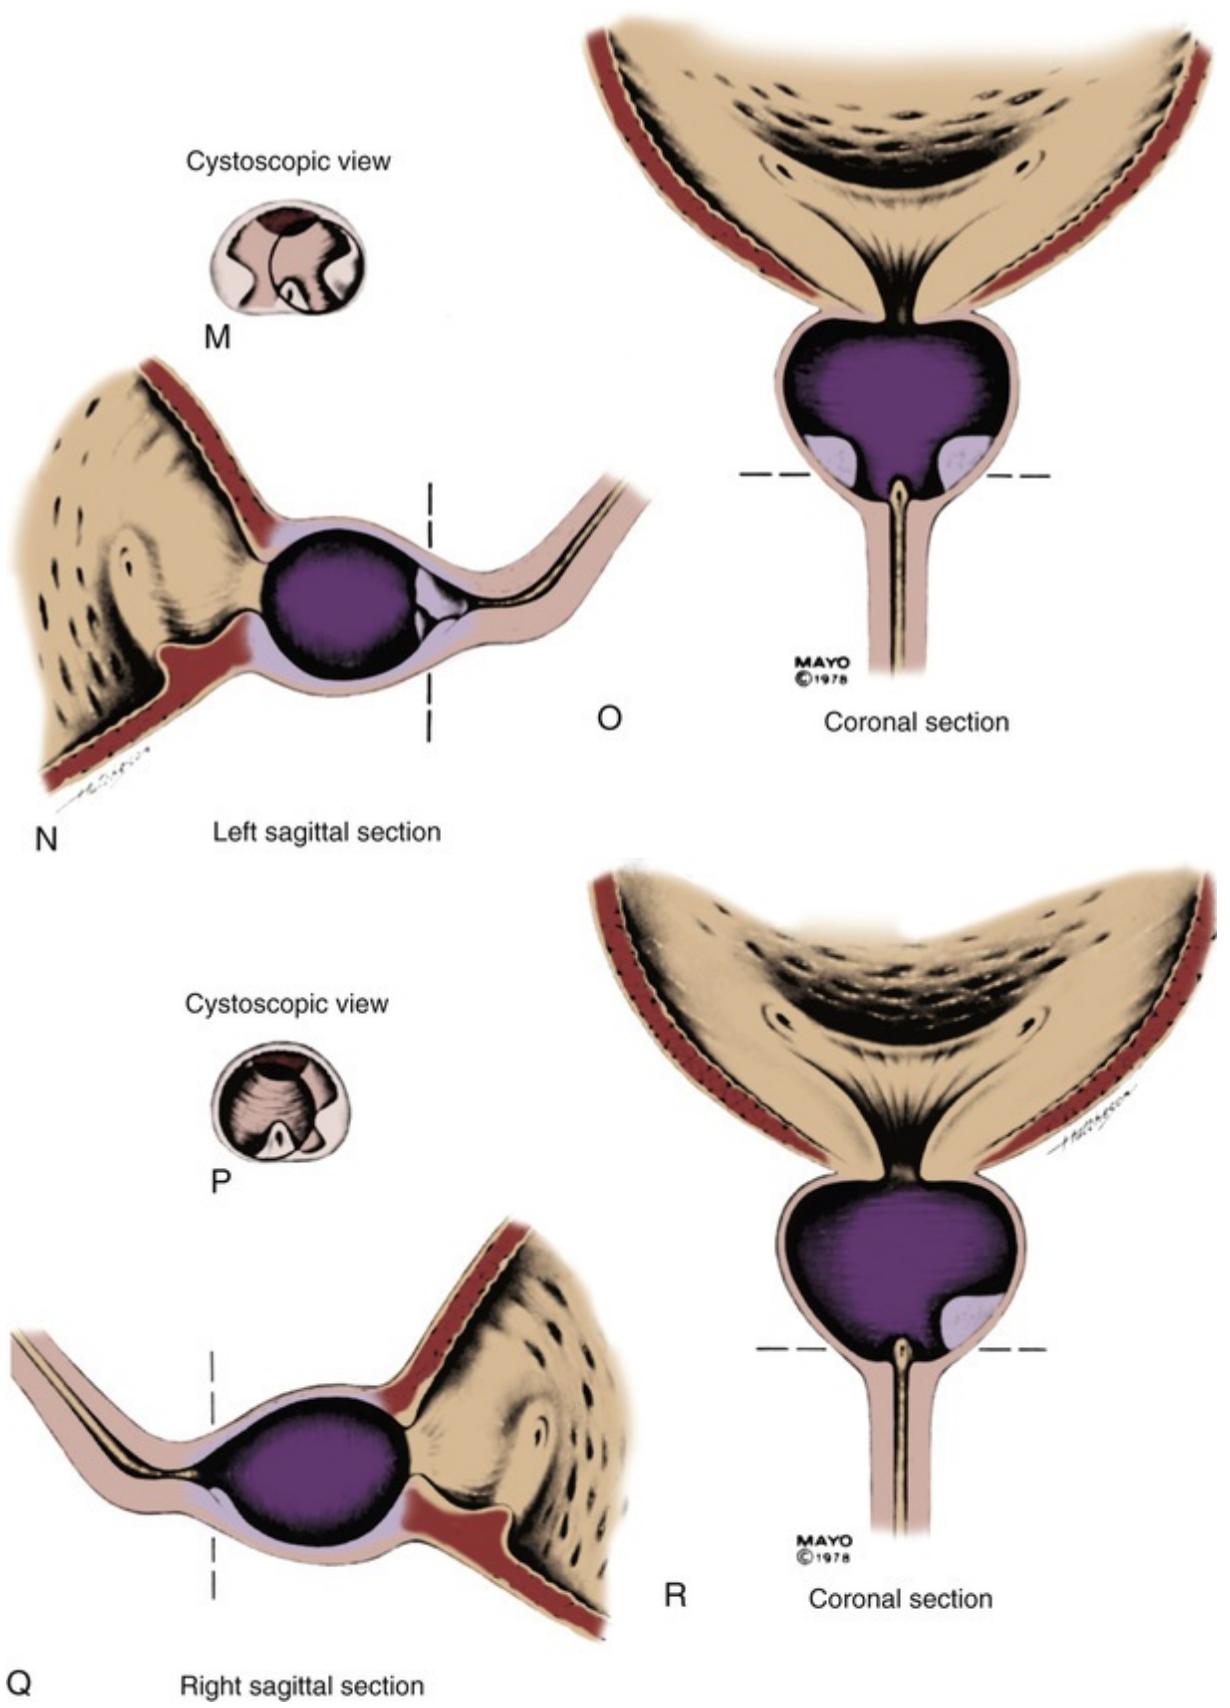 Cystoscopic view
M
MAYO
©1978
O
Coronal section
N
Left sagittal section
Cystoscopic view
P
MAYO
©1978
R
Coronal section
Q
Right sagittal section